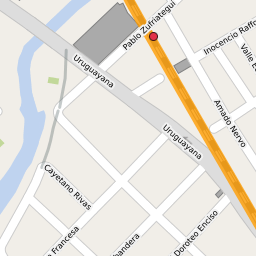 Pablo Zufriategui
Inocencio Raffo
Valle E
Uruguayana
Amado Nervo
Uruguayana
Cayetano Rivas
Francesa
bandera
Doroteo Enciso